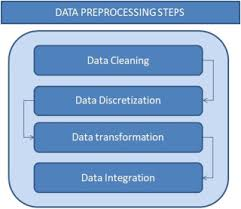 DATA PREPROCESSING STEPS
Data Cleaning
Data Discretization
Data transformation
Data Integration